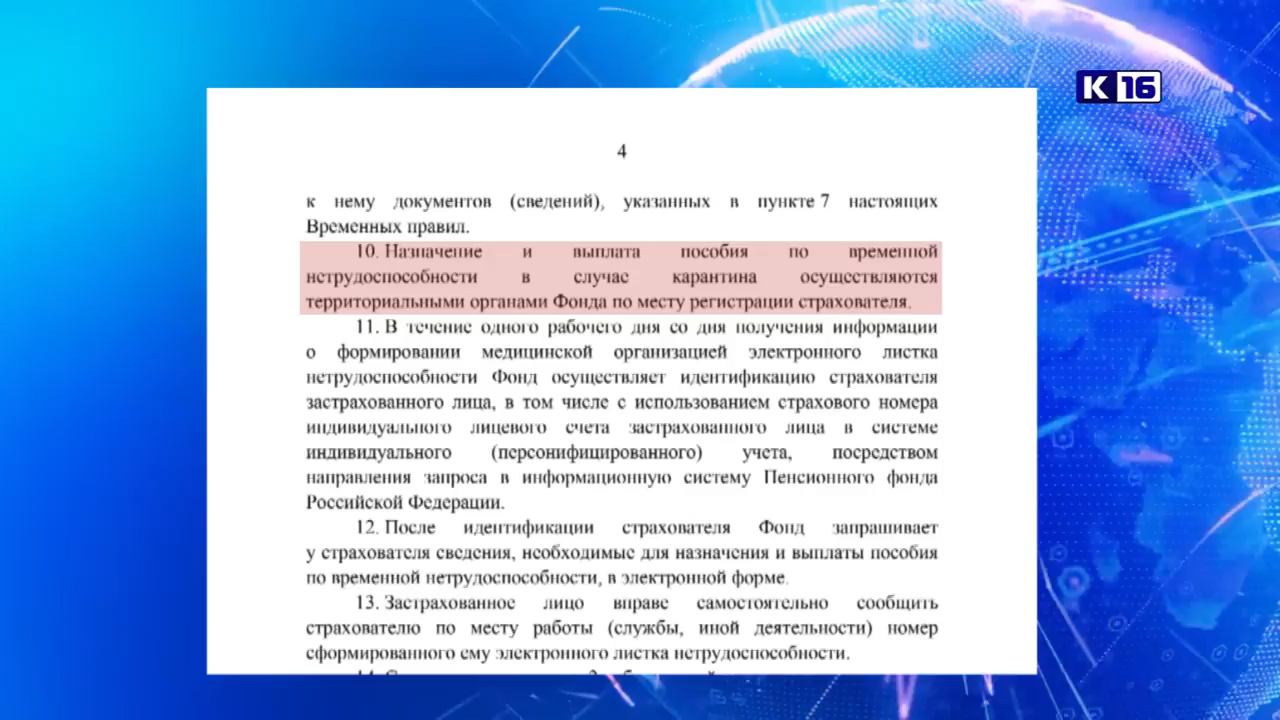 К 16
4
к нему документов (сведений), указанных в пункте 7 настоящих
Временных правил.
10. Назначение и выплата пособия по временной
нетрудоспособности в случае карантина осуществляются
территориальными органами Фонда по месту регистрации страхователя.
11. В течение одного рабочего дня со дня получения информации
о формировании медицинской организацией электронного листка
нетрудоспособности Фонд осуществляет идентификацию страхователя
застрахованного лица, в том числе с использованием страхового номера
индивидуального лицевого счета застрахованного лица в системе
индивидуального (персонифицированного) учета, посредством
направления запроса в информационную систему Пенсионного фонда
Российской Федерации.
12. После идентификации страхователя Фонд запрашивает
у страхователя сведения, необходимые для назначения и выплаты пособия
по временной нетрудоспособности, в электронной форме.
13. Застрахованное лицо вправе самостоятельно сообщить
страхователю по месту работы (службы, иной деятельности) номер
сформированного ему электронного листка нетрудоспособности.